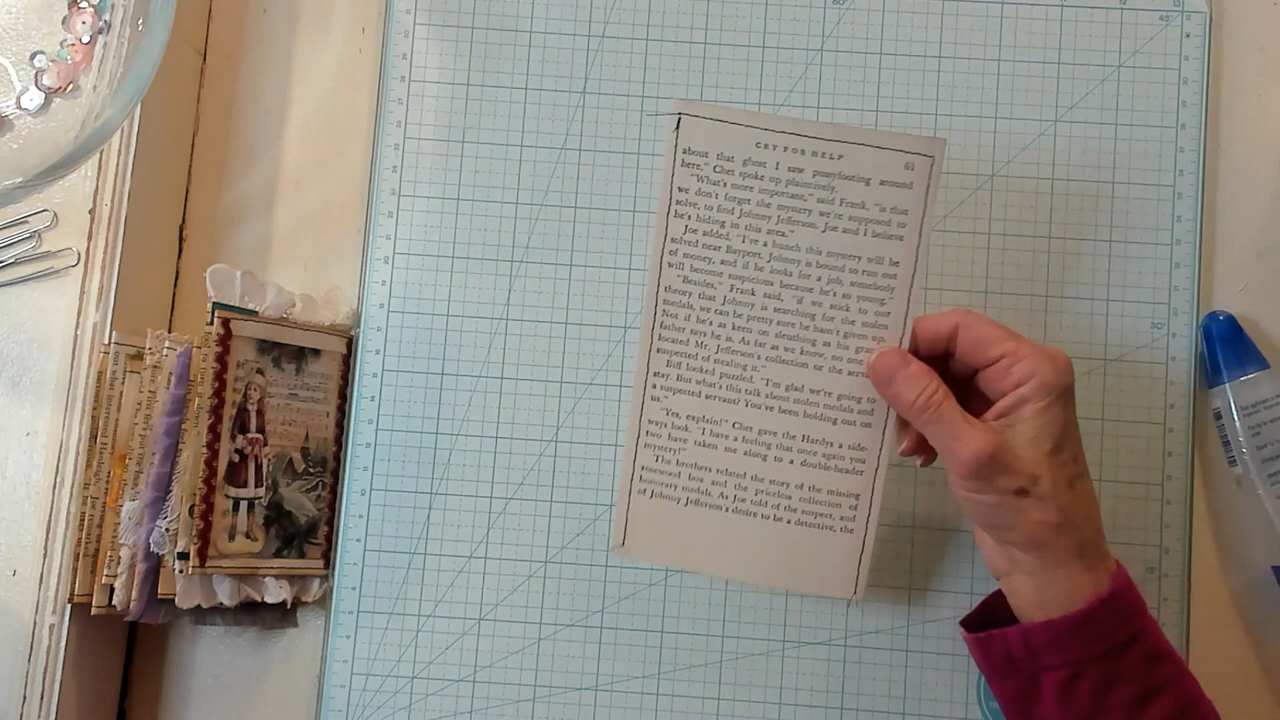 CRY FOR HELP 61
about that ghost I saw pussyfooting around
here," Chet spoke up plaintively.
"What's more important," said Frank, "is that
we don't forget the mystery we're supposed to
solve, to find Johnny Jefferson. Joe and I believe
he's hiding in this area."
Joe added, "I've a hunch this mystery will be
solved near Bayport. Johnny is bound to run out
of money, and if he looks for a job, somebody
will become suspicious because he's so young."
"Besides," Frank said, "if we stick to our
theory that Johnny is searching for the stolen
medals, we can be pretty sure he hasn't given up.
Not if he's as keen on sleuthing as his
father says he is. As far as we know, no one
located Mr. Jefferson's collection or the
suspected of stealing it."
Biff looked puzzled. "I'm glad we're going to
stay. But what's this talk about stolen medals and
a suspected servant? You've been holding out on
us."
"Yes, explain!" Chet gave the Hardys a side-
ways look. "I have a feeling that once again you
two have taken me along to a double-header
mystery!"
The brothers related the story of the missing
rosewood box and the priceless collection of
honorary medals. As Joe told of the suspect, and
of Johnny Jefferson's desire to be a detective, the